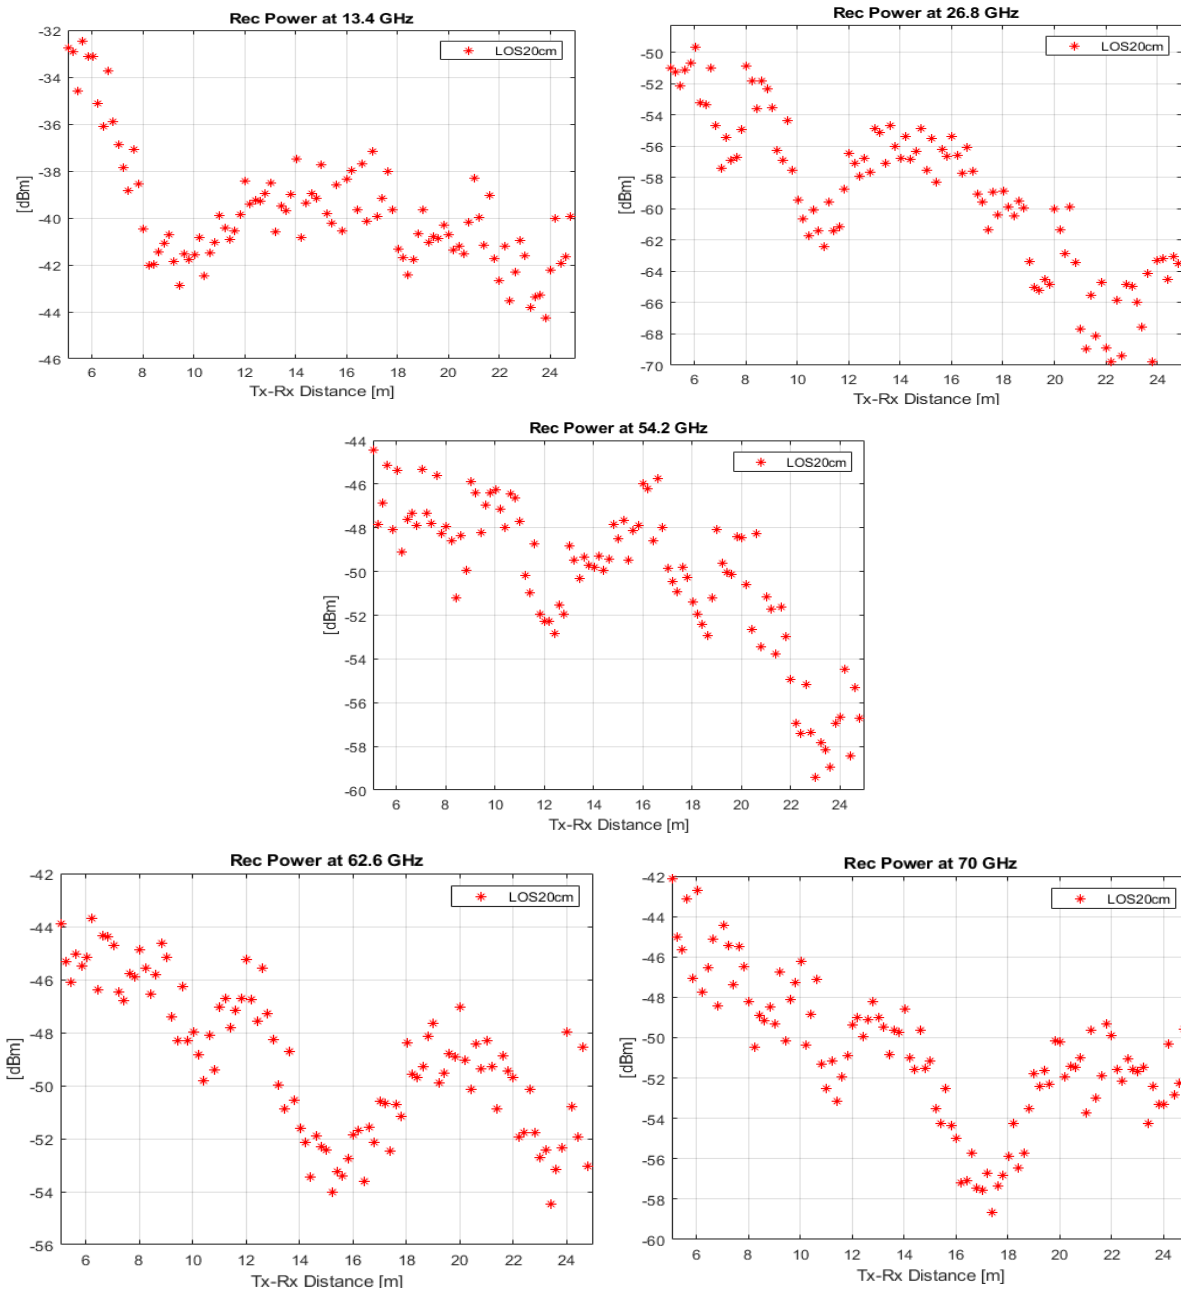 Rec Power at 13.4 GHz
LOS20cm
-32
-34
-36
-38
-40
-42
-44
-46
[dBm]
6 8 10 12 14 16 18 20 22 24
Tx-Rx Distance [m]
Rec Power at 26.8 GHz
LOS20cm
-50
-52
-54
-56
-58
-60
-62
-64
-66
-68
-70
[dBm]
6 8 10 12 14 16 18 20 22 24
Tx-Rx Distance [m]
Rec Power at 54.2 GHz
LOS20cm
-44
-46
-48
-50
-52
-54
-56
-58
-60
[dBm]
6 8 10 12 14 16 18 20 22 24
Tx-Rx Distance [m]
Rec Power at 62.6 GHz
LOS20cm
-42
-44
-46
-48
-50
-52
-54
-56
[dBm]
6 8 10 12 14 16 18 20 22 24
Tx-Rx Distance [m]
Rec Power at 70 GHz
LOS20cm
-42
-44
-46
-48
-50
-52
-54
-56
-58
-60
[dBm]
6 8 10 12 14 16 18 20 22 24
Tx-Rx Distance [m]